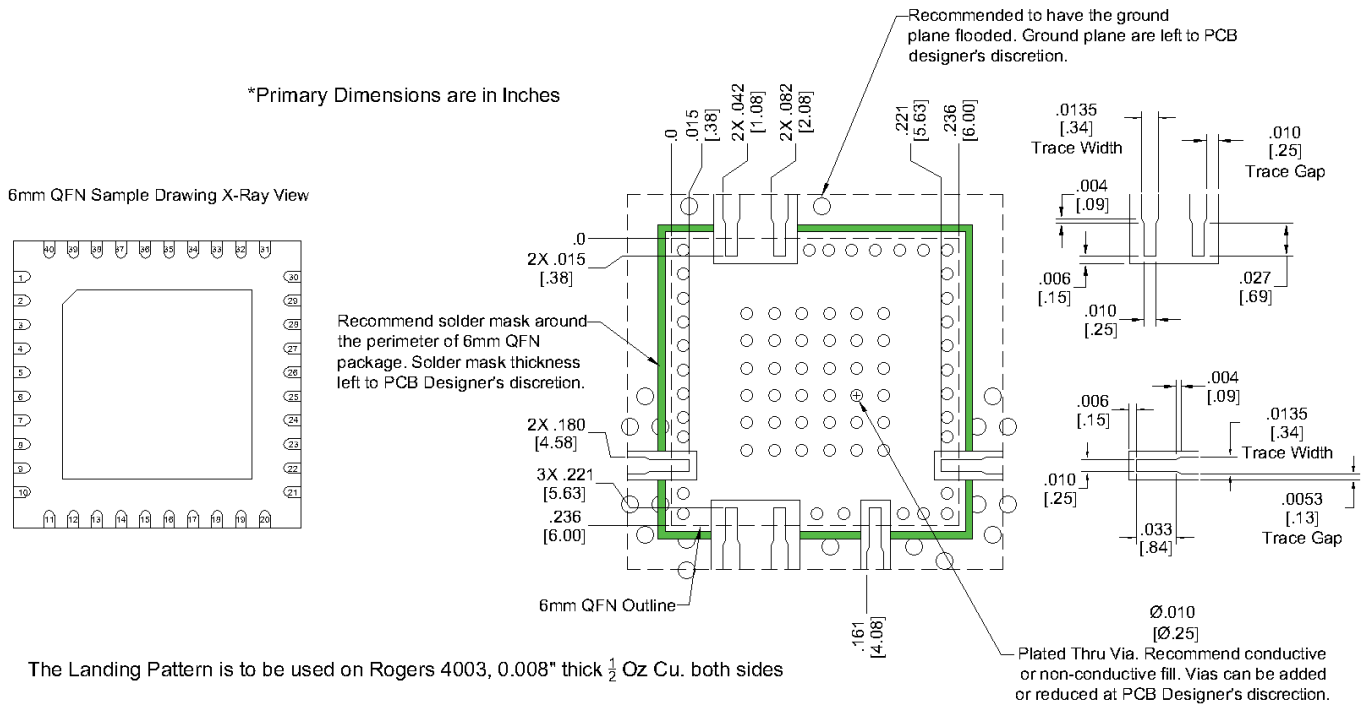 Recommended to have the ground
plane flooded. Ground plane are left to PCB
designer's discretion.
*Primary Dimensions are in Inches
.0
.015
[.38]
2X .042
[1.08]
2X .082
[2.08]
.221
[5.63]
.236
[6.00]
.0135
[.34]
Trace Width
.010
[.25]
Trace Gap
.004
[.09]
.006
[.15]
.010
[.25]
.027
[.69]
6mm QFN Sample Drawing X-Ray View
40 39 38 37 36 35 34 33 32 31
1
2
3
4
5
6
7
8
9
10
30
29
28
27
26
25
24
23
22
21
11 12 13 14 15 16 17 18 19 20
.0
2X .015
[.38]
Recommend solder mask around
the perimeter of 6mm QFN
package. Solder mask thickness
left to PCB Designer's discretion.
2X .180
[4.58]
3X .221
[5.63]
.236
[6.00]
6mm QFN Outline
.161
[4.08]
.006
[.15]
.004
[.09]
.0135
[.34]
Trace Width
.010
[.25]
.033
[.84]
.0053
[.13]
Trace Gap
Ø.010
[Ø.25]
Plated Thru Via. Recommend conductive
or non-conductive fill. Vias can be added
or reduced at PCB Designer's discrection.
The Landing Pattern is to be used on Rogers 4003, 0.008" thick ½ Oz Cu. both sides